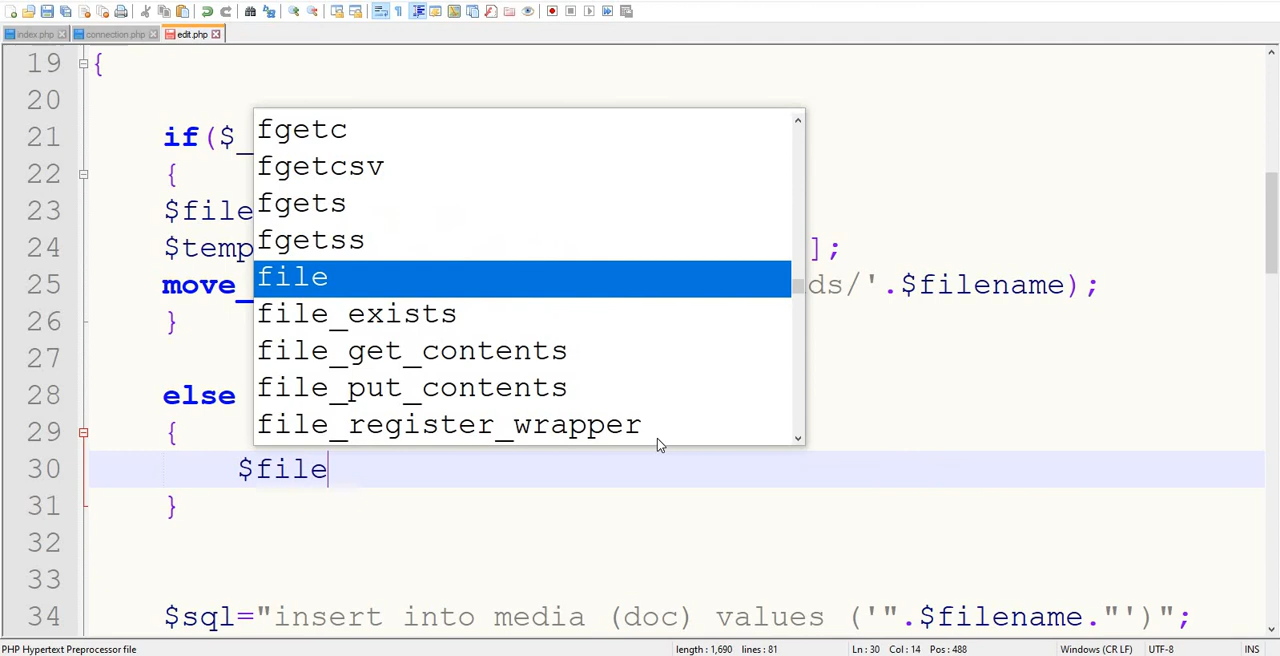 index.php connection.php edit.php
19 {
20
21 if($_
22 {
23 $file
24 $temp ];
25 move_ ds/'.$filename);
26 }
27
28 else
29 {
30 $file
31 }
32
33
34 $sql="insert into media (doc) values ('".$filename."')";
fgetc
fgetcsv
fgets
fgetss
file
file_exists
file_get_contents
file_put_contents
file_register_wrapper
PHP Hypertext Preprocessor file length : 1,690 lines : 81 Ln : 30 Col : 14 Pos : 488 Windows (CR LF) UTF-8 INS